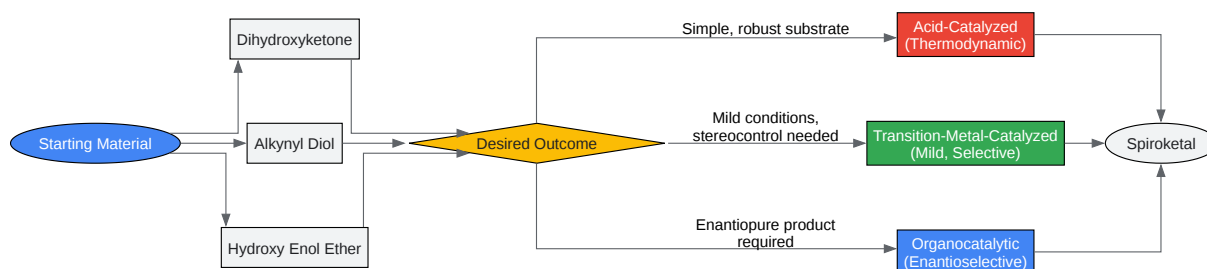 Dihydroxyketone
Starting Material
Alkynyl Diol
Hydroxy Enol Ether
Desired Outcome
Simple, robust substrate
Mild conditions,
stereocontrol needed
Enantiopure product
required
Acid-Catalyzed
(Thermodynamic)
Transition-Metal-Catalyzed
(Mild, Selective)
Organocatalytic
(Enantioselective)
Spiroketal